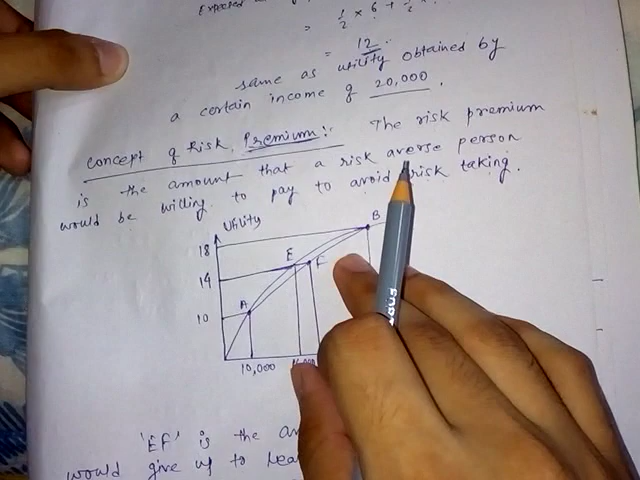 Expected
= 1/2 × 6 + 1/2 ×
= 12.
same as utility obtained by
a certain income of 20,000.
Concept of Risk Premium:- The risk premium
is the amount that a risk averse person
would be willing to pay to avoid risk taking.
Utility
B
18
E
F
14
A
10
10,000
'EF' is the
would give up to